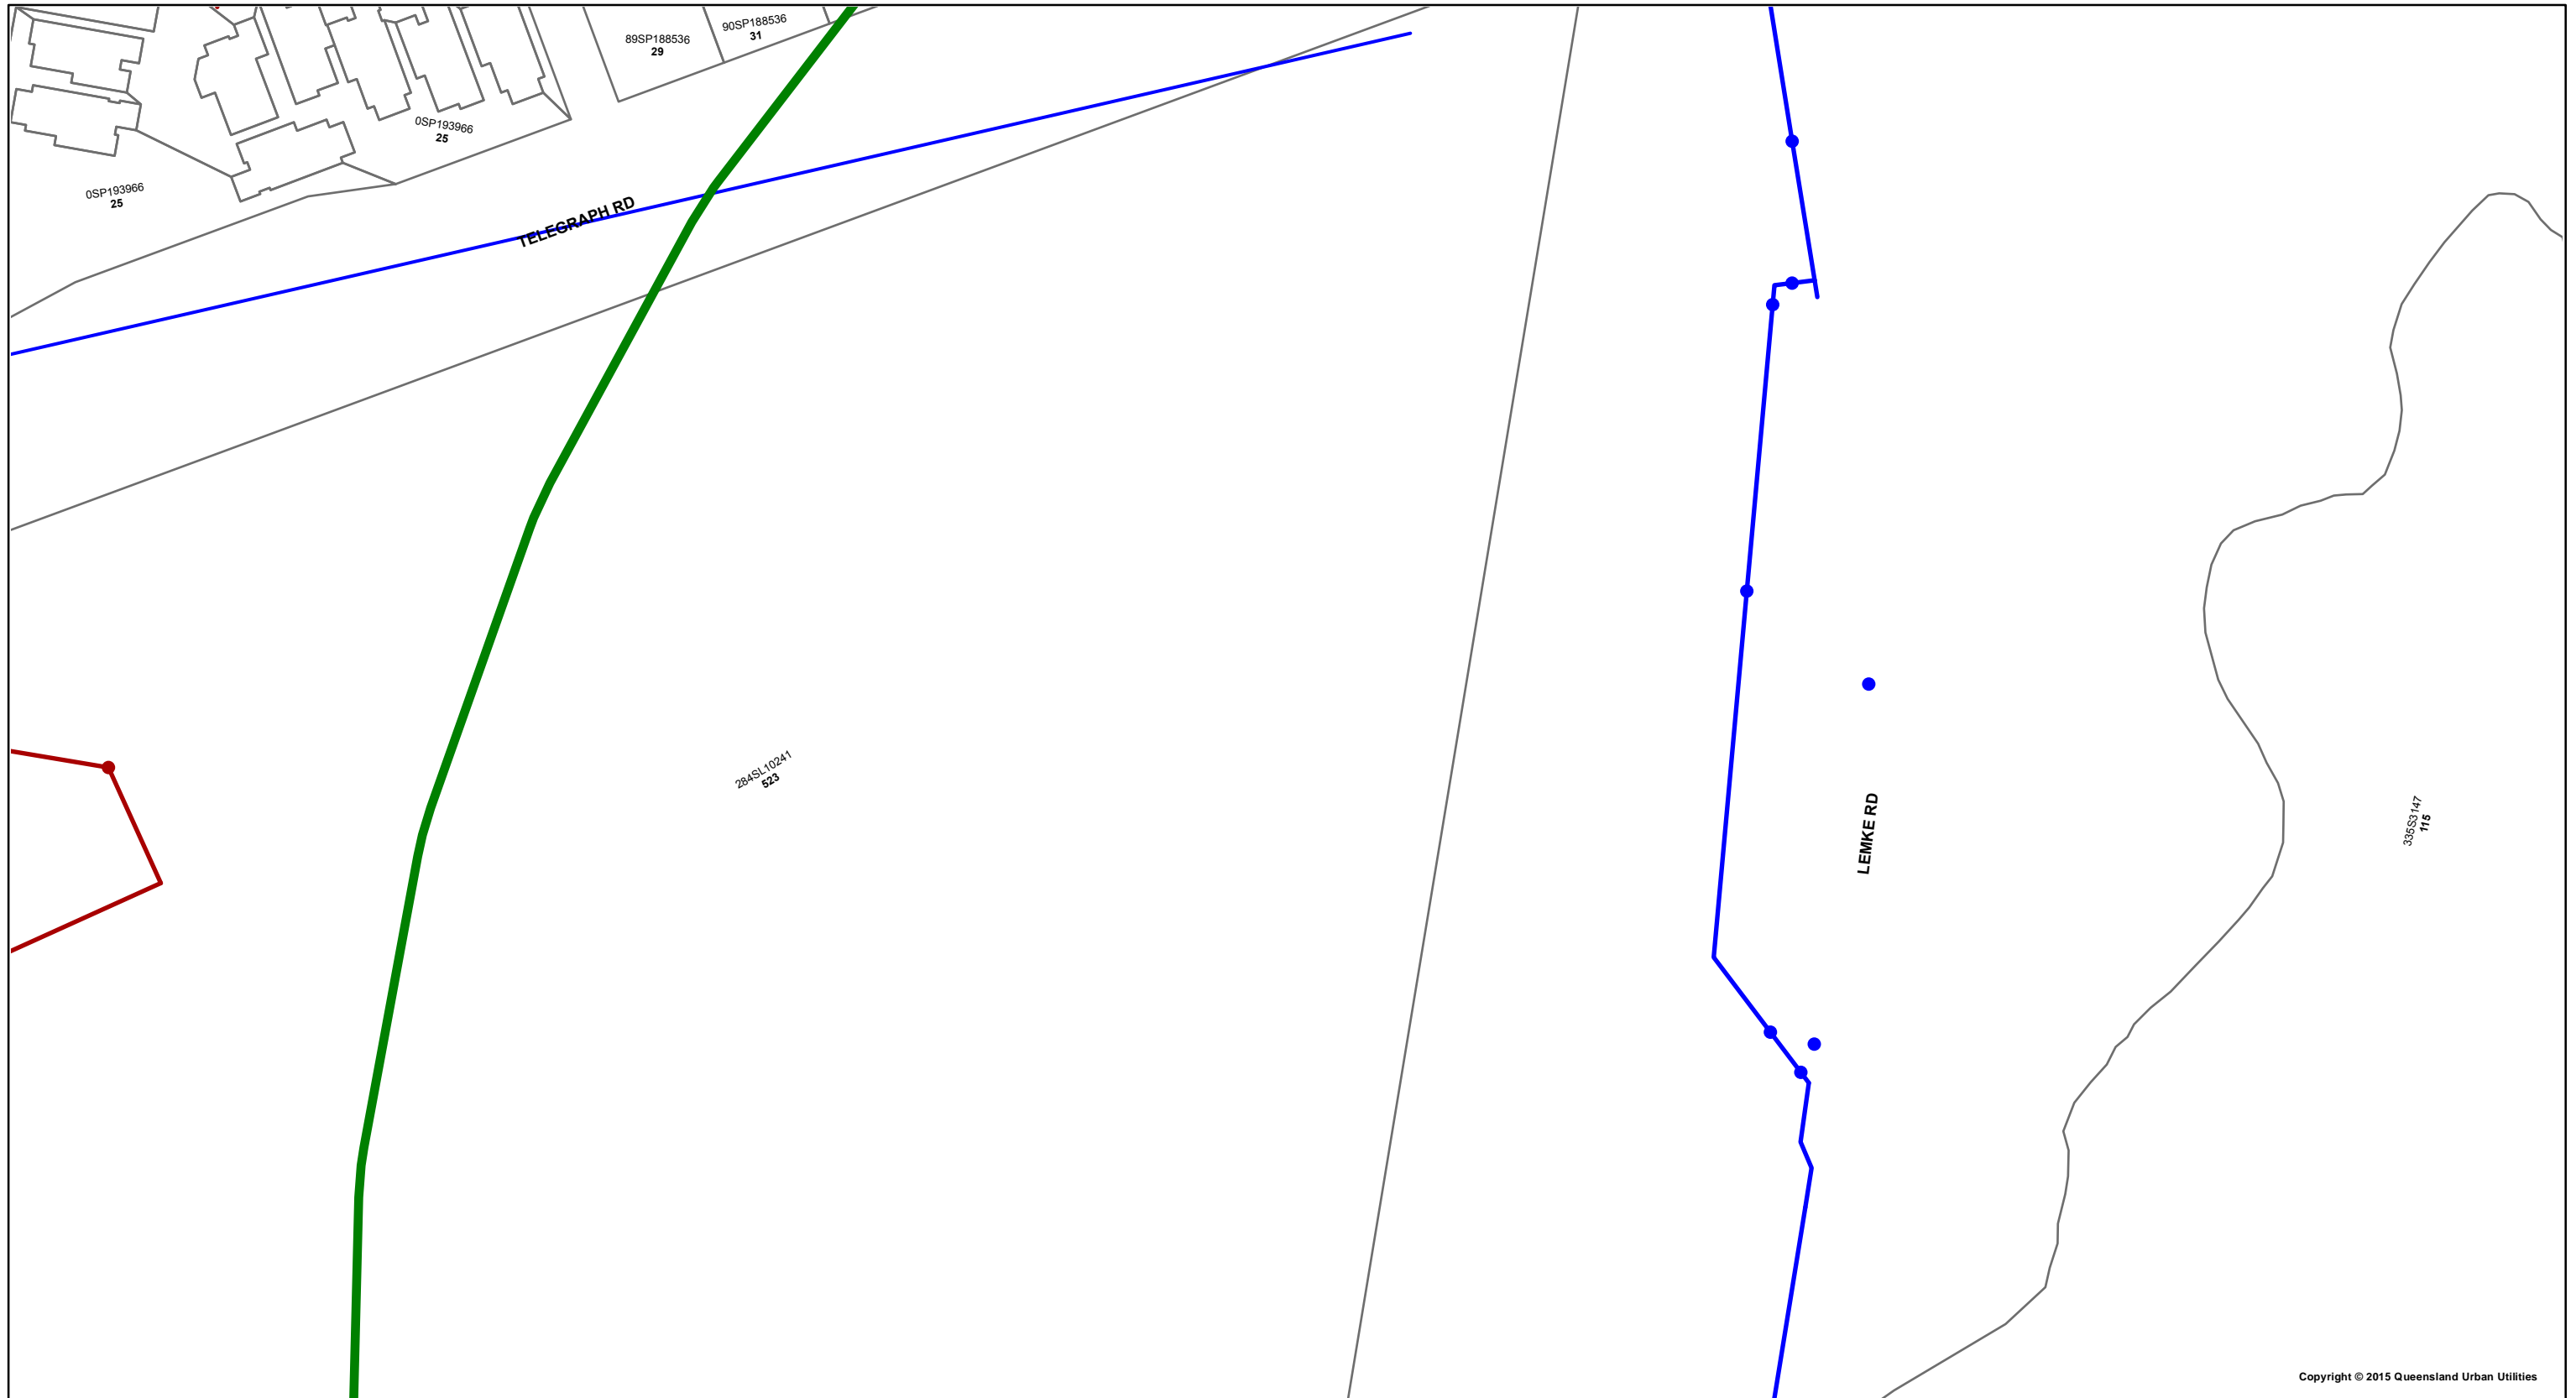 90SP188536
31
89SP188536
29
0SP193966
25
0SP193966
25
TELEGRAPH RD
284SL10241
523
LEMKE RD
335S3147
115
Copyright © 2015 Queensland Urban Utilities